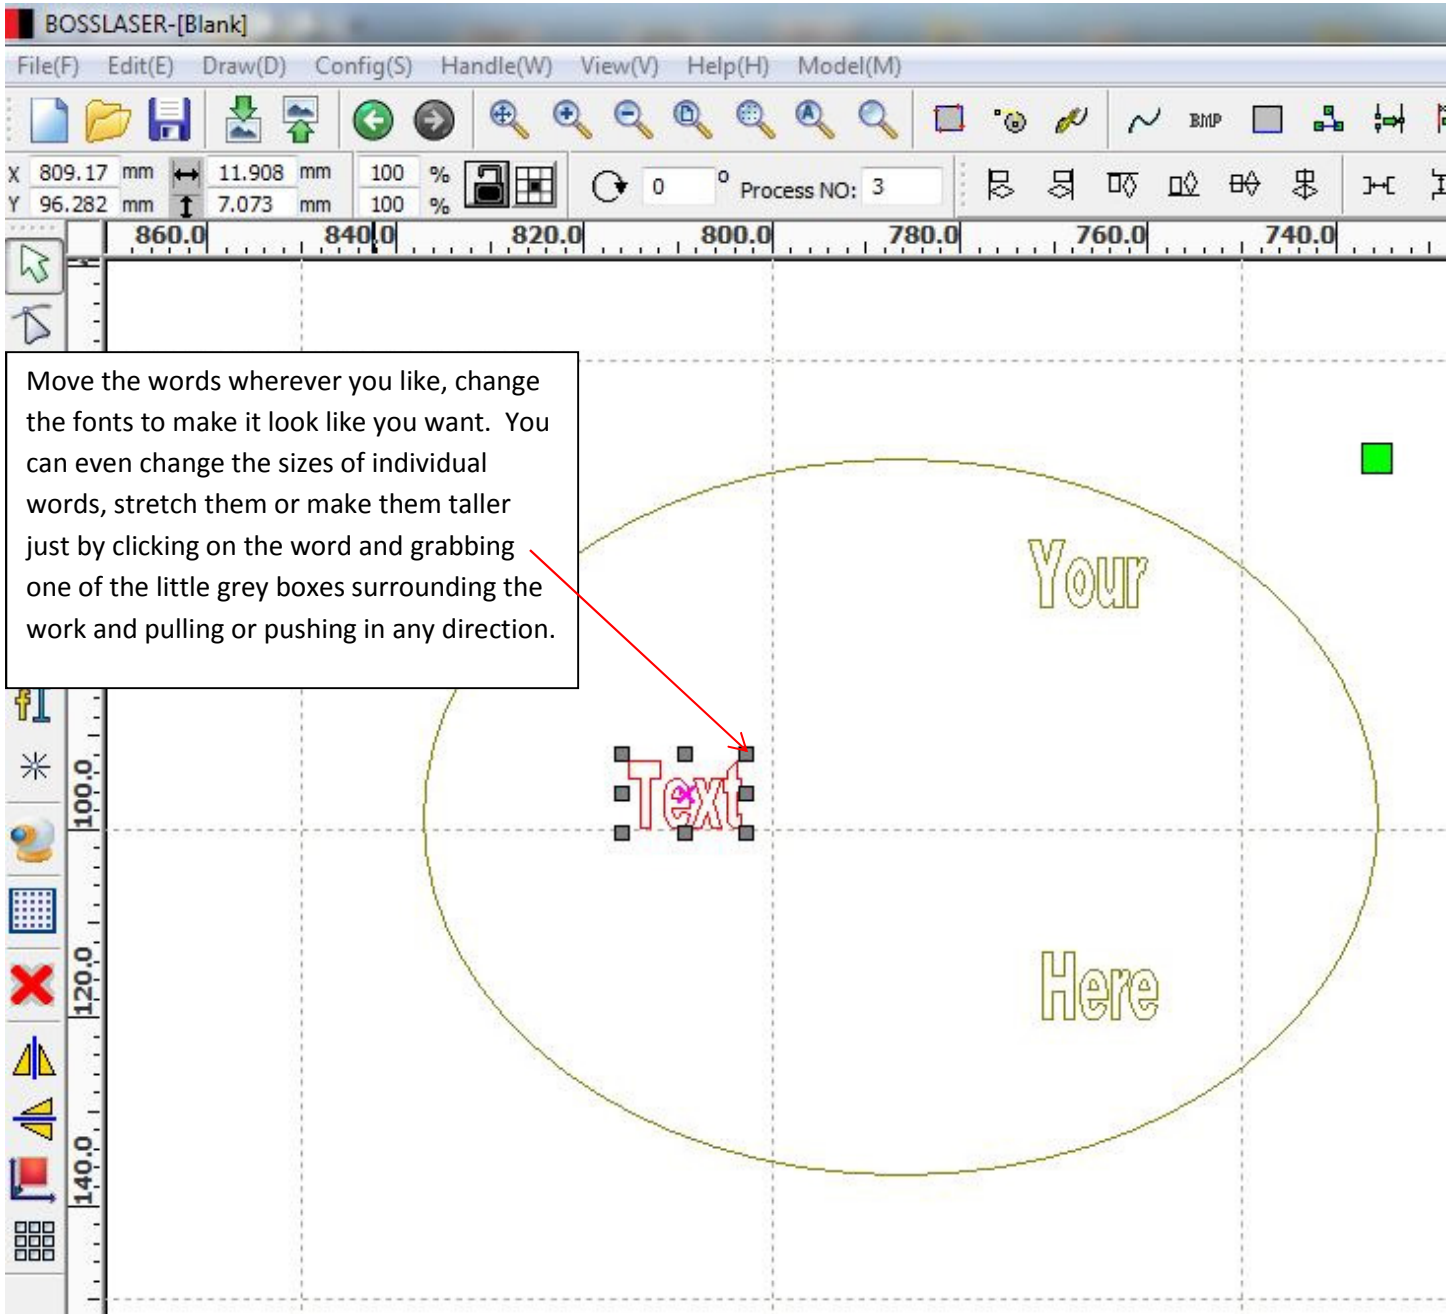 BOSSLASER-[Blank]
File(F) Edit(E) Draw(D) Config(S) Handle(W) View(V) Help(H) Model(M)
BMP
X 809.17 mm 11.908 mm 100 %
Y 96.282 mm 7.073 mm 100 %
0 ° Process NO: 3
860.0 840.0 820.0 800.0 780.0 760.0 740.0
Move the words wherever you like, change
the fonts to make it look like you want. You
can even change the sizes of individual
words, stretch them or make them taller
just by clicking on the word and grabbing
one of the little grey boxes surrounding the
work and pulling or pushing in any direction.
Your
Text
Here
100.0
120.0
140.0